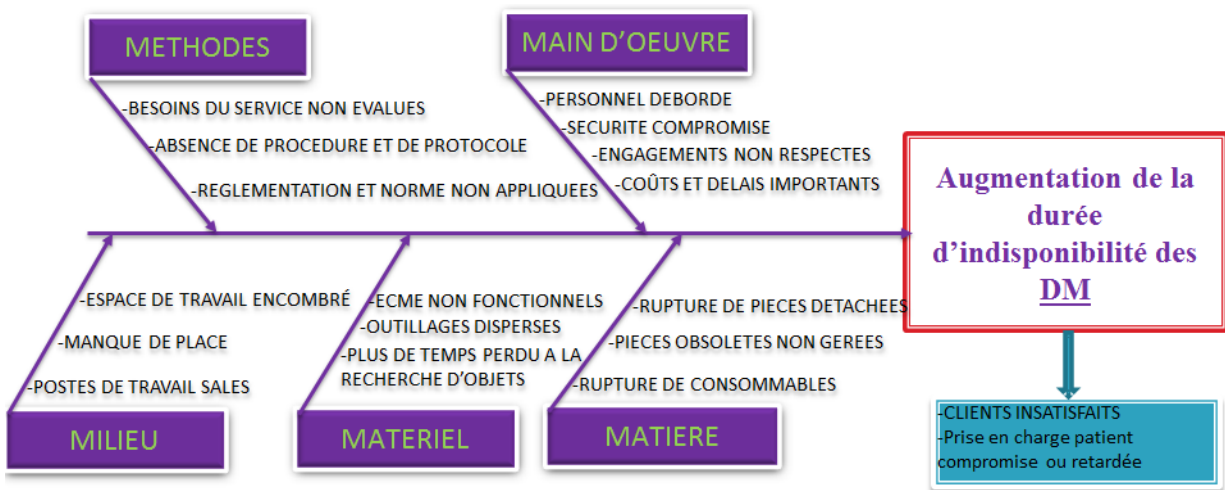 METHODES
-BESOINS DU SERVICE NON EVALUES
-ABSENCE DE PROCEDURE ET DE PROTOCOLE
-REGLEMENTATION ET NORME NON APPLIQUEES
MAIN D'OEUVRE
-PERSONNEL DEBORDE
-SECURITE COMPROMISE
-ENGAGEMENTS NON RESPECTES
-COÛTS ET DELAIS IMPORTANTS
Augmentation de la
durée
d’indisponibilité des
DM
-ESPACE DE TRAVAIL ENCOMBRÉ
-MANQUE DE PLACE
-POSTES DE TRAVAIL SALES
MILIEU
-ECME NON FONCTIONNELS
-OUTILLAGES DISPERSES
-PLUS DE TEMPS PERDU A LA
RECHERCHE D'OBJETS
MATERIEL
-RUPTURE DE PIECES DETACHEES
-PIECES OBSOLETES NON GEREES
-RUPTURE DE CONSOMMABLES
MATIERE
-CLIENTS INSATISFAITS
-Prise en charge patient
compromise ou retardée